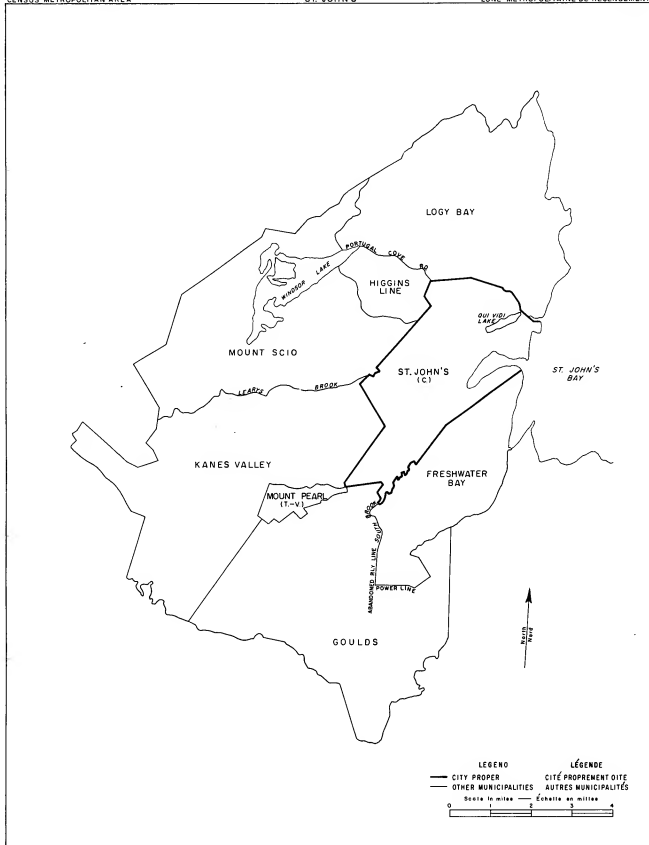 CENSUS METROPOLITAN AREA
ST. JOHN'S
ZONE MÉTROPOLITAINE DE RECENSEMENT
LOGY BAY
PORTUGAL COVE RD
WINDSOR LAKE
HIGGINS
LINE
QUI VIDI
LAKE
MOUNT SCIO
ST. JOHN'S
(C.)
ST. JOHN'S
BAY
LEARYS BROOK
KANES VALLEY
FRESHWATER
BAY
MOUNT PEARL
(T.-V.)
SOUTH BROOK
ABANDOMED RLY LINE
POWER LINE
GOULDS
North
Nord
LEGENO LÉGENDE
CITY PROPER CITÉ PROPREMENT OITE
OTHER MUNICIPALITIES AUTRES MUNICIPALITÉS
Scale in miles — Échelle en milles
0 1 2 3 4